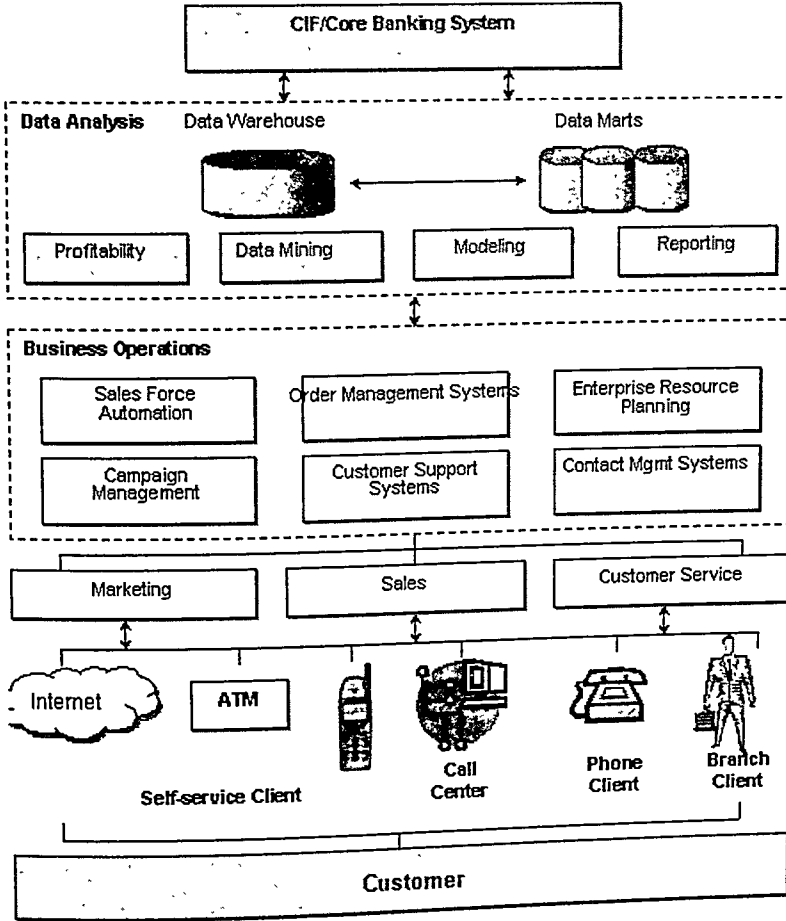 CIF/Core Banking System
Data Analysis
Data Warehouse
Data Marts
Profitability
Data Mining
Modeling
Reporting
Business Operations
Sales Force
Automation
Order Management Systems
Enterprise Resource
Planning
Campaign
Management
Customer Support
Systems
Contact Mgmt Systems
Marketing
Sales
Customer Service
Internet
ATM
Self-service Client
Call
Center
Phone
Client
Branch
Client
Customer